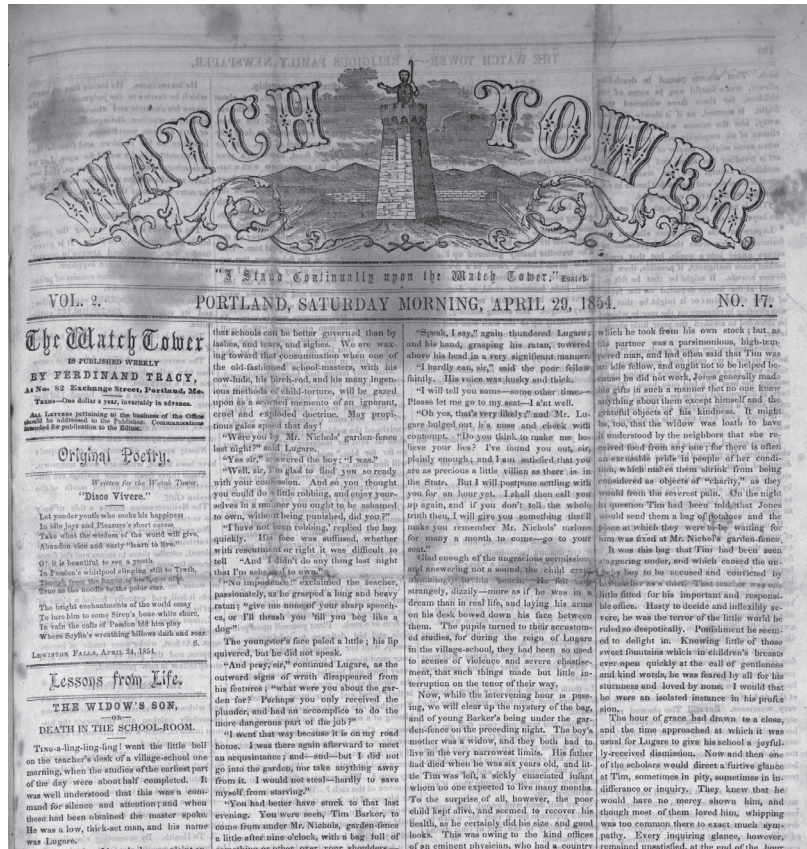 WATCH TOWER.
"I Stand Continually upon the Watch Tower." Isaiah.
VOL. 2. PORTLAND, SATURDAY MORNING, APRIL 29, 1854. NO. 17.
The Watch Tower
IS PUBLISHED WEEKLY
BY FERDINAND TRACY,
At No. 82 Exchange Street, Portland, Me.
TERMS—One dollar a year, invariably in advance.
ALL LETTERS pertaining to the business of the Office
should be addressed to the Publisher. Communications
intended for publication to the Editor.
Original Poetry.
Written for the Watch Tower.
"Disce Vivere."
Let yonder youth who seeks his happiness
In idle joys and Pleasure's short caress,
Take what the wisdom of the world will give,
Abandon vice and early "learn to live."
O! it is beautiful to see a youth
In Passion's whirlpool clinging still to Truth,
True as the needle to the polar star.
The bright enchantments of the world essay
To lure him to some Siren's bone-white shore,
In vain the calls of Passion bid him play
Where Scylla's wreathing billows dash and roar.
S.
LEWISTON FALLS, APRIL 24, 1854.
Lessons from Life.
THE WIDOW'S SON,
—OR—
DEATH IN THE SCHOOL-ROOM.
TING-a-ling-ling-ling! went the little bell
on the teacher's desk of a village-school one
morning, when the studies of the earliest part
of the day were about half completed. It
was well understood that this was a com-
mand for silence and attention; and when
these had been obtained the master spoke.
He was a low, thick-set man, and his name
was Lugare.
that schools can be better governed than by
lashes, and tears, and sighes. We are wax-
ing toward that consummation when one of
the old-fashioned school-masters, with his
cow-hide, his birch-rod, and his many ingen-
ious methods of child-torture, will be gazed
upon as a scorned memento of an ignorant,
cruel and exploded doctrine. May propi-
tious gales speed that day!
"Were you by Mr. Nichols' garden-fence
last night?" said Lugare.
"Yes sir," answered the boy; "I was."
"Well, sir, I'm glad to find you so ready
with your confession. And so you thought
you could do a little robbing, and enjoy your-
selves in a manner you ought to be ashamed
to own, without being punished, did you?"
"I have not been robbing,' replied the boy
quickly. His face was suffused, whether
with resentment or right it was difficult to
tell "And I didn't do any thing last night
that I'm ashamed to own."
"No impudence!" exclaimed the teacher,
passionately, as he grasped a long and heavy
ratan; "give me none of your sharp speech-
es, or I'll thrash you 'till you beg like a
dog."
The youngster's face paled a little; his lip
quivered, but he did not speak.
"And pray, sir," continued Lugare, as the
outward signs of wrath disappeared from
his features; "what were you about the gar-
den for? Perhaps you only received the
plunder, and had an accomplice to do the
more dangerous part of the job?"
"I went that way because it is on my road
home. I was there again afterward to meet
an acquaintance; and—and—but I did not
go into the garden, nor take anything away
from it. I would not steal—hardly to save
myself from starving."
"You had better have stuck to that last
evening. You were seen, Tim Barker, to
come from under Mr. Nichols, garden-fence
a little after nine o'clock, with a bag full of
something or other over your shoulders
"Speak, I say," again thundered Lugare;
and his hand, grasping his ratan, towered
above his head in a very significant manner.
"I hardly can, sir," said the poor fellow
faintly. His voice was husky and thick.
"I will tell you some—some other time.
Please let me go to my seat—I a'nt well.
"Oh yes, that's very likely;" and Mr. Lu-
gare bulged out his nose and cheek with
contempt. "Do you think to make me be-
lieve your lies? I've found you out, sir,
plainly enough; and I am satisfied that you
are as precious a little villian as there is in
the State. But I will postpone settling with
you for an hour yet. I shall then call you
up again, and if you don't tell the whole
truth then, I will give you something that'll
make you remember Mr. Nichols' melons
for many a month to come—go to your
seat."
Glad enough of the ungracious permission,
and answering not a sound, the child crept
He felt
strangely, dizzily—more as if he was in a
dream than in real life, and laying his arms
on his desk bowed down his face between
them. The pupils turned to their accustom-
ed studies, for during the reign of Lugare
in the village-school, they had been so used
to scenes of violence and severe chastise-
ment, that such things made but little in-
terruption on the tenor of their way.
Now, while the intervening hour is pass-
ing, we will clear up the mystery of the bag,
and of young Barker's being under the gar-
den-fence on the preceding night. The boy's
mother was a widow, and they both had to
live in the very narrowest limits. His father
had died when he was six years old, and lit-
tle Tim was left, a sickly emaciated infant
whom no one expected to live many months.
To the surprise of all, however, the poor
child kept alive, and seemed to recover his
health, as he certainly did his size and good
looks. This was owing to the kind offices
of an eminent physician, who had a country
which he took from his own stock; but as
his partner was a parsimonious, high-tem-
pered man, and had often said that Tim was
an idle fellow, and ought not to be helped be-
cause he did not work, Jones generally made
his gifts in such a manner that no one knew
anything about them except himself and the
grateful objects of his kindness. It might
be, too, that the widow was loath to have
it understood by the neighbors that she re-
ceived food from any one; for there is often
an excusable pride in people of her condi-
tion, which makes them shrink from being
considered as objects of "charity," as they
would from the severest pain. On the night
in question Tim had been told that Jones
would send them a bag of potatoes and the
place at which they were to be waiting for
him was fixed at Mr. Nichol's garden-fence.
It was this bag that Tim had been seen
staggering under, and which caused the un-
lucky boy to be accused and convicted by
his teacher as a thief. That teacher was one
little fitted for his important and responsi-
ble office. Hasty to decide and inflexibly se-
vere, he was the terror of the little world he
ruled so despotically. Punishment he seem-
ed to delight in. Knowing little of those
sweet fountains which in children's breasts
ever open quickly at the call of gentleness
and kind words, he was feared by all for his
sturnness and loved by none. I would that
he were an isolated instance in his profes
sion.
The hour of grace had drawn to a close,
and the time approached at which it was
usual for Lugare to give his school a joyful-
ly-received dismission. Now and then one
of the scholars would direct a furtive glance
at Tim, sometimes in pity, sometimes in in-
difference or inquiry. They knew that he
would have no mercy shown him, and
though most of them loved him, whipping
was too common there to exact much sym-
pathy. Every inquiring glance, however,
remained unsatisfied, at the end of the hour